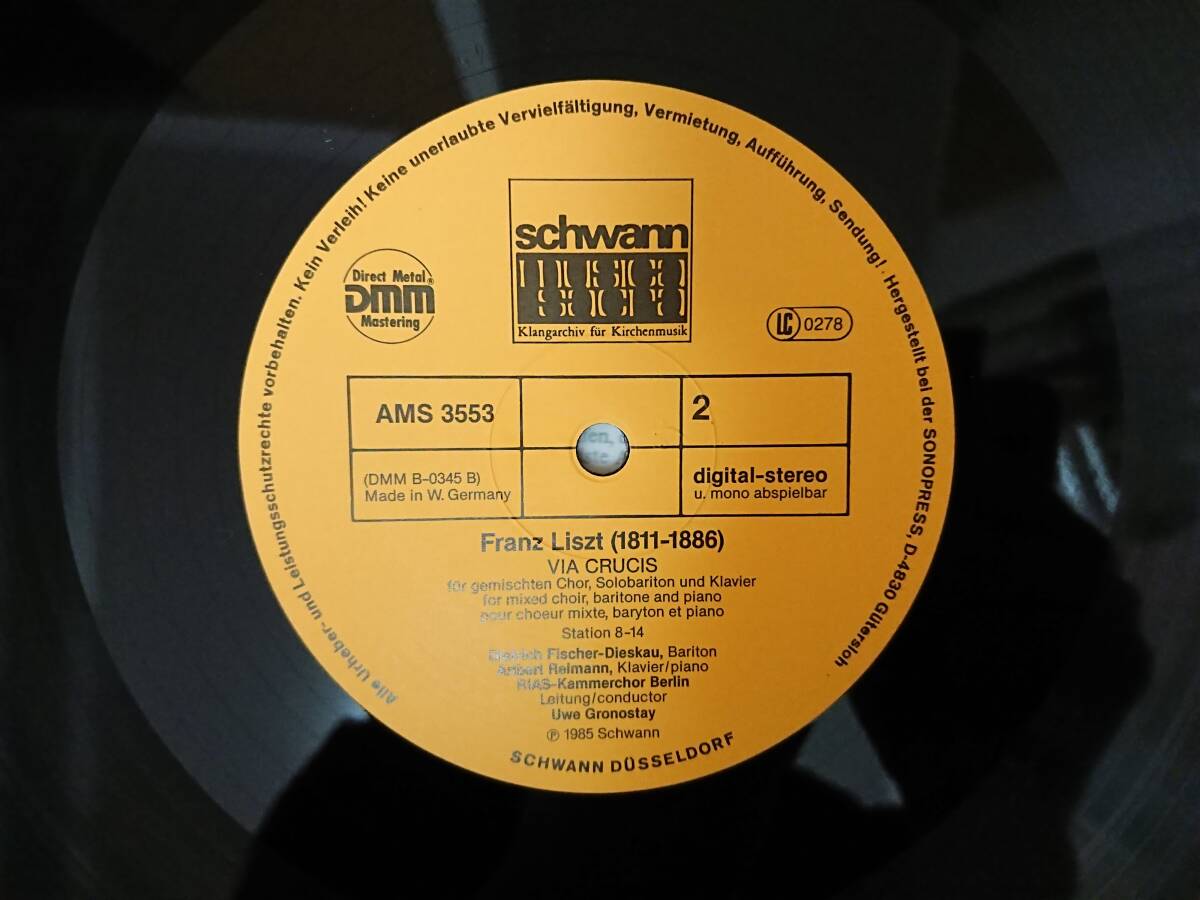 Alle Urheber- und Leistungsschutzrechte vorbehalten. Kein Verleih! Keine unerlaubte Vervielfältigung, Vermietung, Aufführung, Sendung! · Hergestellt bei der SONOPRESS, D-4830 Gütersloh
schwann
Klangarchiv für Kirchenmusik
Direct Metal
DMM®
Mastering
LC 0278
AMS 3553
2
(DMM B-0345 B)
Made in W. Germany
digital-stereo
u. mono abspielbar
Franz Liszt (1811-1886)
VIA CRUCIS
für gemischten Chor, Solobariton und Klavier
for mixed choir, baritone and piano
pour choeur mixte, baryton et piano
Station 8-14
Dietrich Fischer-Dieskau, Bariton
Aribert Reimann, Klavier/piano
RIAS-Kammerchor Berlin
Leitung/conductor
Uwe Gronostay
℗ 1985 Schwann
SCHWANN DÜSSELDORF